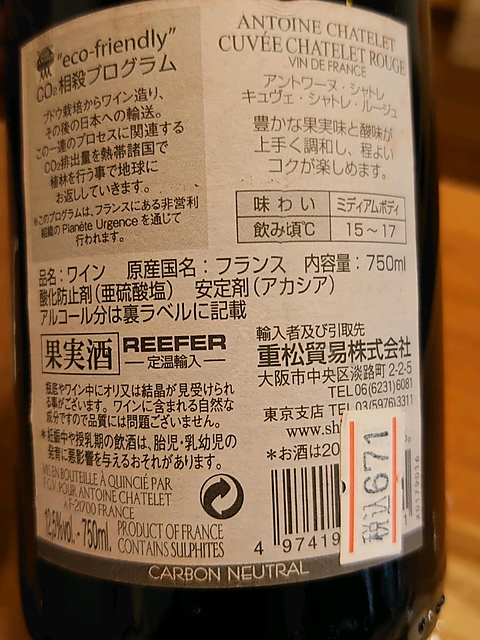 "eco-friendly"
CO₂相殺プログラム
ブドウ栽培からワイン造り、
その後の日本への輸送。
この一連のプロセスに関連する
CO₂排出量を熱帯諸国で
植林を行う事で地球に
お返ししていきます。
※このプログラムは、フランスにある非営利
組織のPlanète Urgence を通じて
行われます。
ANTOINE CHATELET
CUVÉE CHATELET ROUGE
VIN DE FRANCE
アントワーヌ・シャトレ
キュヴェ・シャトレ・ルージュ
豊かな果実味と酸味が
上手く調和し、程よい
コクが楽しめます。
味わい ミディアムボディ
飲み頃℃ 15～17
品名：ワイン 原産国名：フランス 内容量：750ml
酸化防止剤(亜硫酸塩) 安定剤(アカシア)
アルコール分は裏ラベルに記載
果実酒
REEFER
定温輸入
瓶底やワイン中にオリ又は結晶が見受けられ
る事がございます。ワインに含まれる自然な
成分ですので品質には問題ございません。
＊妊娠中や授乳期の飲酒は、胎児・乳幼児の
発育に悪影響を与えるおそれがあります。
輸入者及び引取先
重松貿易株式会社
大阪市中央区淡路町 2-2-5
TEL 06(6231)6081
東京支店 TEL 03(5976)3311
www.sh
＊お酒は20
MIS EN BOUTEILLE À QUINCIÉ PAR
F.G.V. POUR ANTOINE CHATELET
A F-21700 FRANCE
12,5%vol. - 750ml.
PRODUCT OF FRANCE
CONTAINS SULPHITES
4 97419
税込671
CARBON NEUTRAL